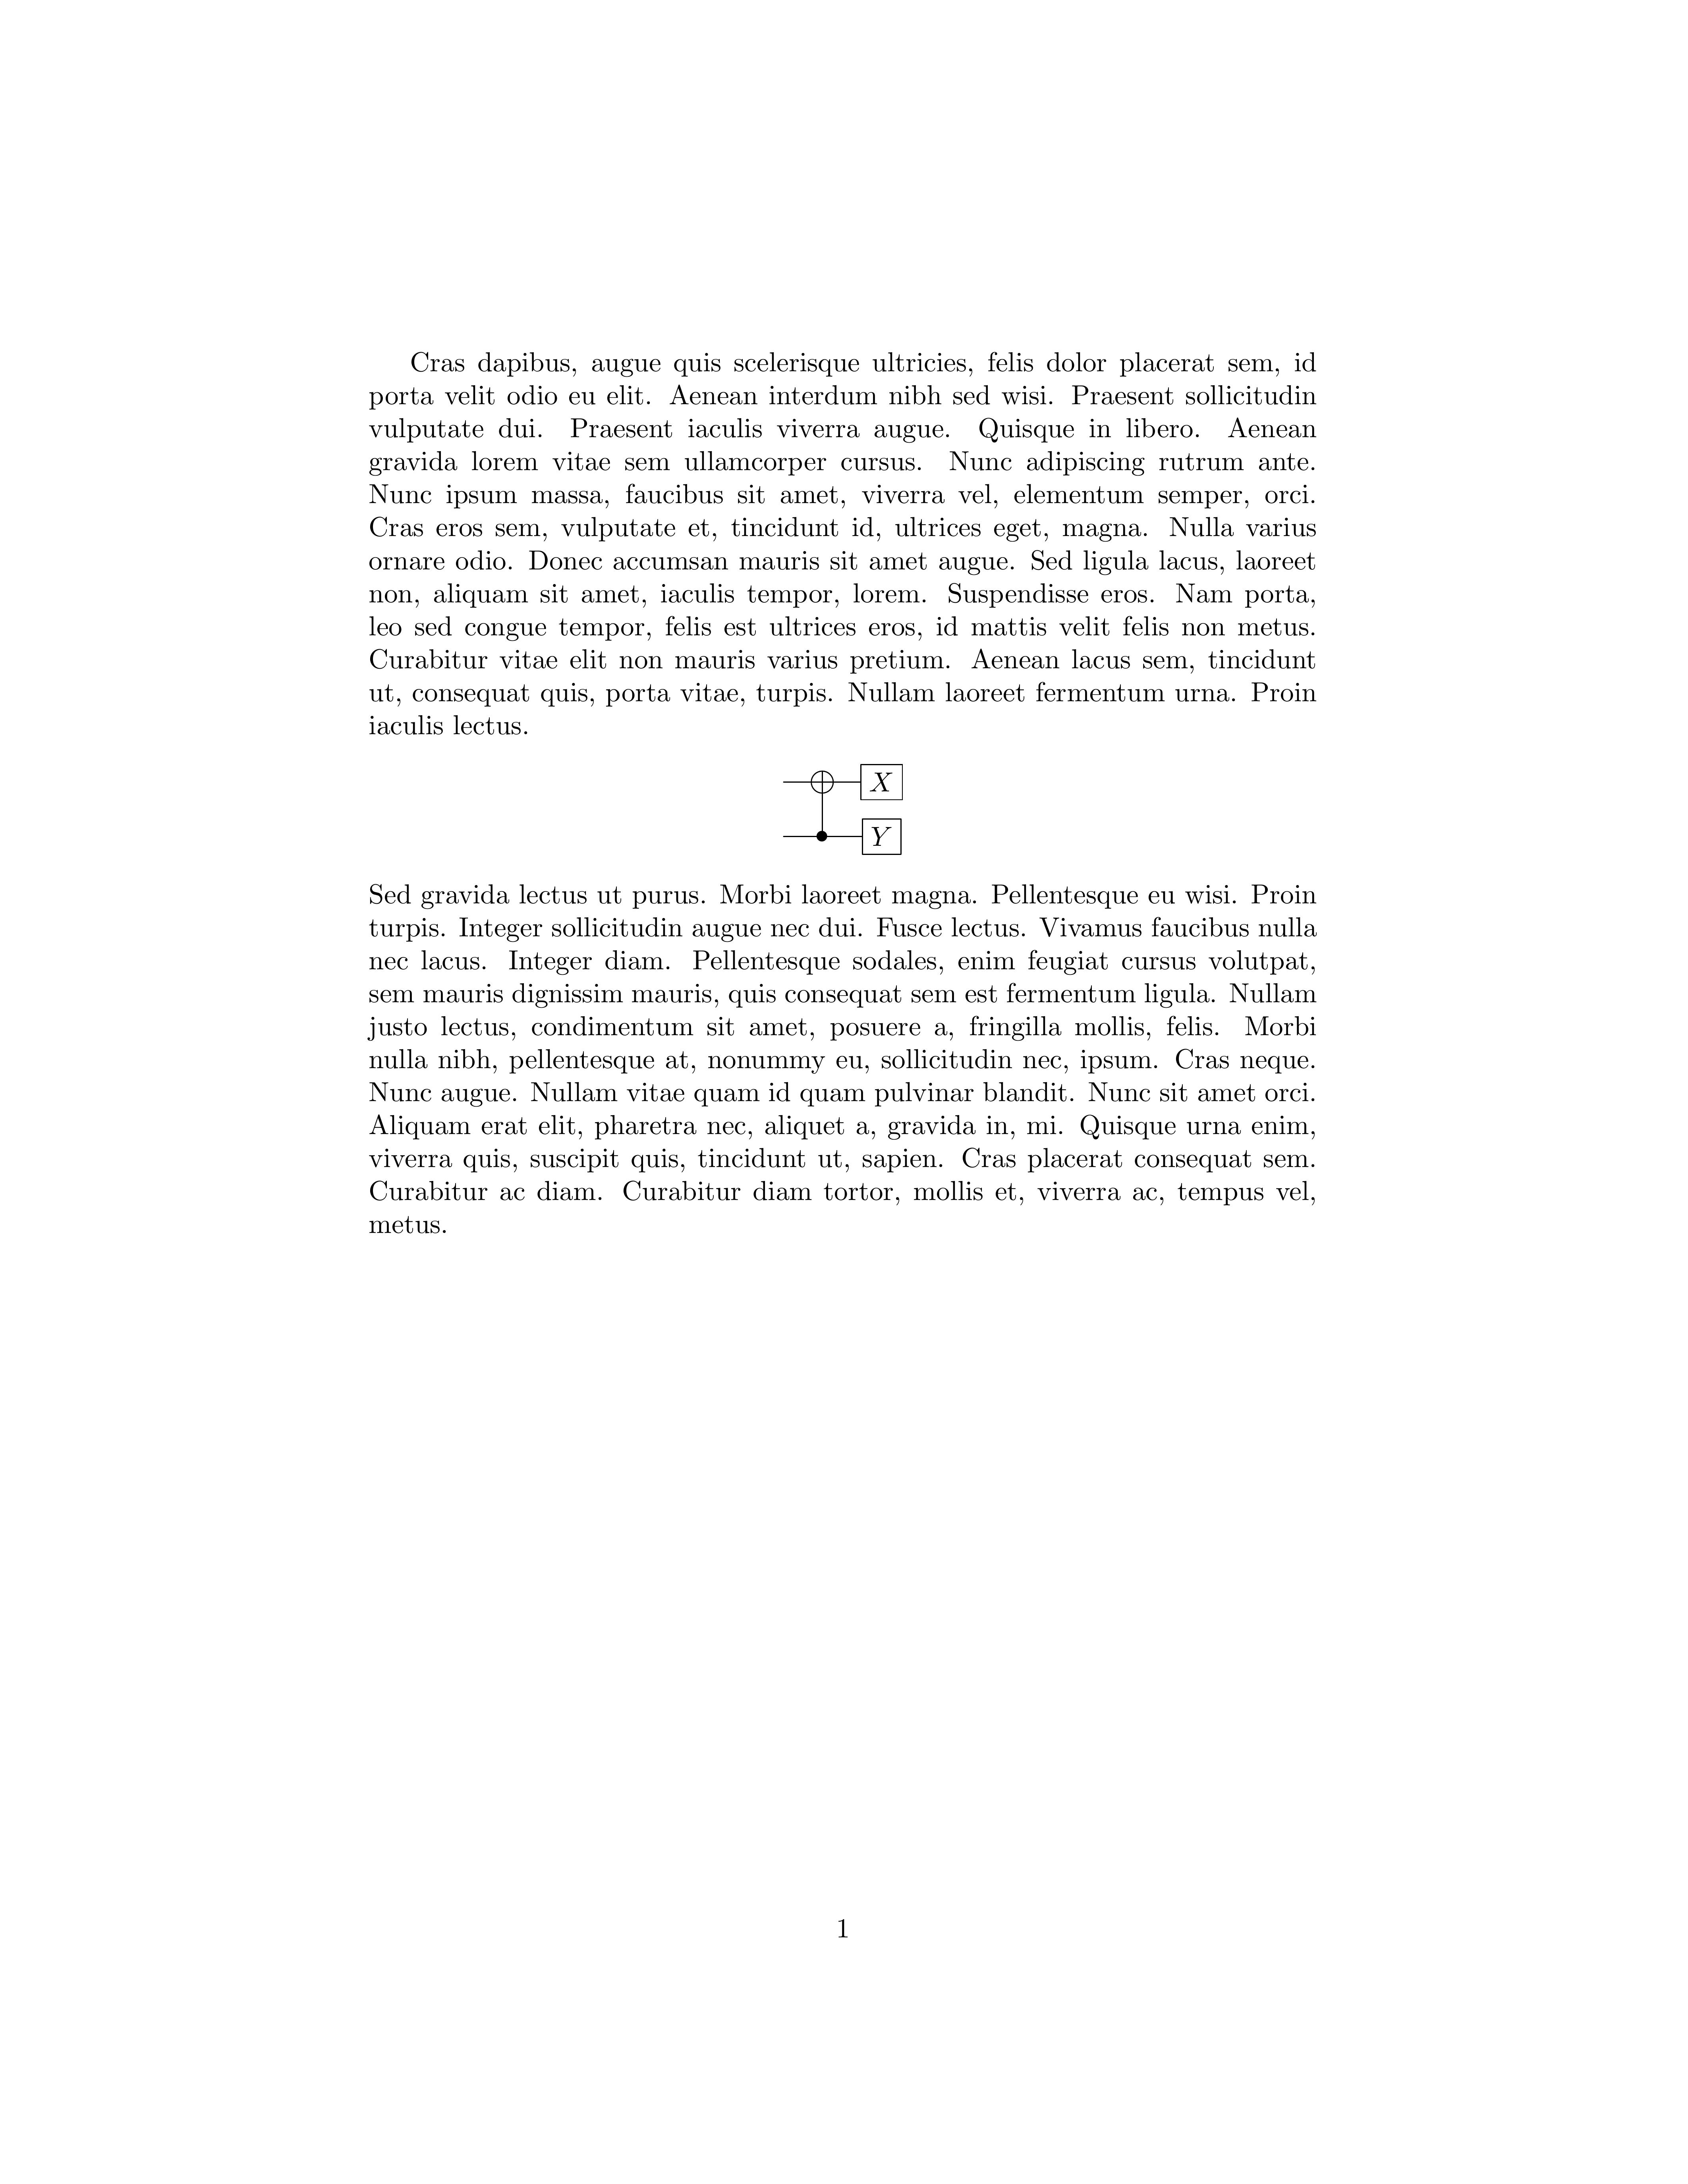 Cras dapibus, augue quis scelerisque ultricies, felis dolor placerat sem, id
porta velit odio eu elit. Aenean interdum nibh sed wisi. Praesent sollicitudin
vulputate dui. Praesent iaculis viverra augue. Quisque in libero. Aenean
gravida lorem vitae sem ullamcorper cursus. Nunc adipiscing rutrum ante.
Nunc ipsum massa, faucibus sit amet, viverra vel, elementum semper, orci.
Cras eros sem, vulputate et, tincidunt id, ultrices eget, magna. Nulla varius
ornare odio. Donec accumsan mauris sit amet augue. Sed ligula lacus, laoreet
non, aliquam sit amet, iaculis tempor, lorem. Suspendisse eros. Nam porta,
leo sed congue tempor, felis est ultrices eros, id mattis velit felis non metus.
Curabitur vitae elit non mauris varius pretium. Aenean lacus sem, tincidunt
ut, consequat quis, porta vitae, turpis. Nullam laoreet fermentum urna. Proin
iaculis lectus.
X
Y
Sed gravida lectus ut purus. Morbi laoreet magna. Pellentesque eu wisi. Proin
turpis. Integer sollicitudin augue nec dui. Fusce lectus. Vivamus faucibus nulla
nec lacus. Integer diam. Pellentesque sodales, enim feugiat cursus volutpat,
sem mauris dignissim mauris, quis consequat sem est fermentum ligula. Nullam
justo lectus, condimentum sit amet, posuere a, fringilla mollis, felis. Morbi
nulla nibh, pellentesque at, nonummy eu, sollicitudin nec, ipsum. Cras neque.
Nunc augue. Nullam vitae quam id quam pulvinar blandit. Nunc sit amet orci.
Aliquam erat elit, pharetra nec, aliquet a, gravida in, mi. Quisque urna enim,
viverra quis, suscipit quis, tincidunt ut, sapien. Cras placerat consequat sem.
Curabitur ac diam. Curabitur diam tortor, mollis et, viverra ac, tempus vel,
metus.
1